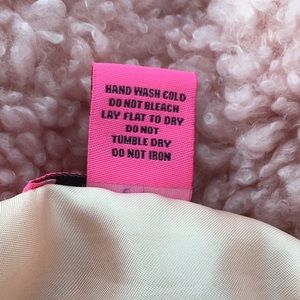 HAND WASH COLD
DO NOT BLEACH
LAY FLAT TO DRY
DO NOT
TUMBLE DRY
DO NOT IRON